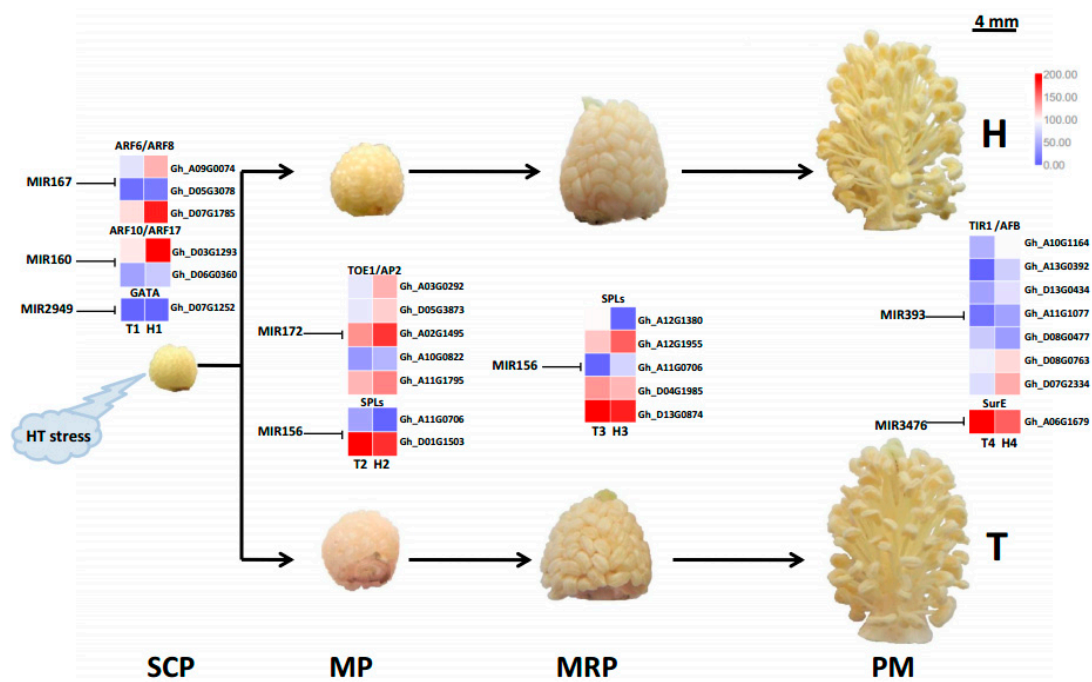 4 mm
200.00
150.00
100.00
50.00
0.00
H
ARF6/ARF8
MIR167
Gh_A09G0074
Gh_D05G3078
Gh_D07G1785
ARF10/ARF17
MIR160
Gh_D03G1293
Gh_D06G0360
GATA
MIR2949
Gh_D07G1252
T1 H1
HT stress
TOE1/AP2
MIR172
Gh_A03G0292
Gh_D05G3873
Gh_A02G1495
Gh_A10G0822
Gh_A11G1795
SPLs
MIR156
Gh_A11G0706
Gh_D01G1503
T2 H2
SPLs
MIR156
Gh_A12G1380
Gh_A12G1955
Gh_A11G0706
Gh_D04G1985
Gh_D13G0874
T3 H3
TIR1 /AFB
MIR393
Gh_A10G1164
Gh_A13G0392
Gh_D13G0434
Gh_A11G1077
Gh_D08G0477
Gh_D08G0763
Gh_D07G2334
SurE
MIR3476
Gh_A06G1679
T4 H4
T
SCP MP MRP PM